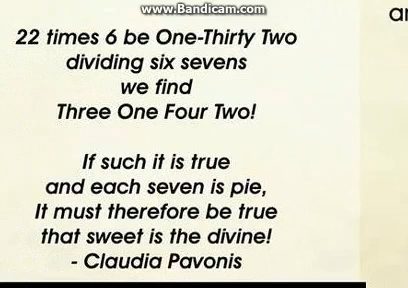 www.Bandicam.com
22 times 6 be One-Thirty Two
dividing six sevens
we find
Three One Four Two!
If such it is true
and each seven is pie,
It must therefore be true
that sweet is the divine!
- Claudia Pavonis